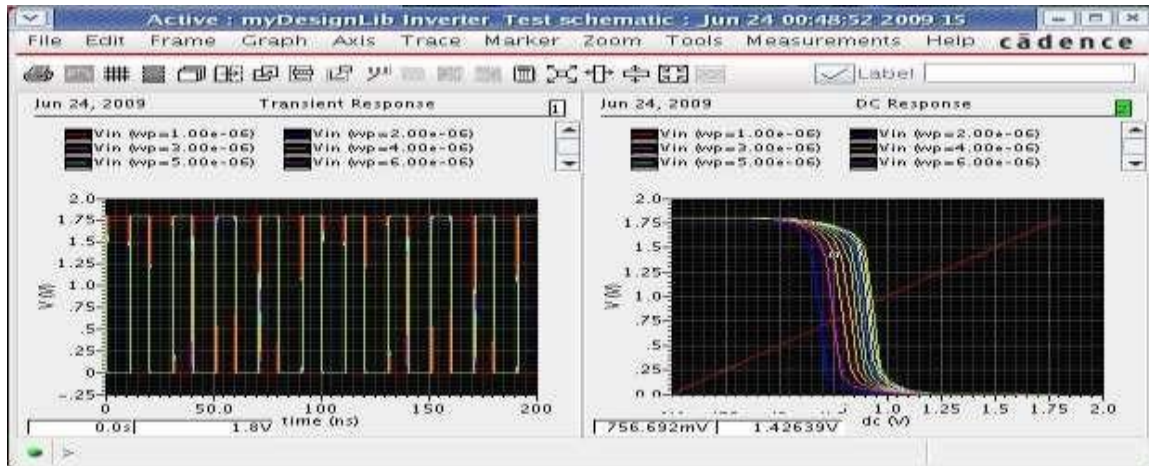 Active : myDesignLib Inverter_Test schematic : Jun 24 00:48:52 2009 15
File Edit Frame Graph Axis Trace Marker Zoom Tools Measurements Help cādence
Label
Jun 24, 2009 Transient Response 1
Vin (wp=1.00e-06) Vin (wp=2.00e-06)
Vin (wp=3.00e-06) Vin (wp=4.00e-06)
Vin (wp=5.00e-06) Vin (wp=6.00e-06)
2.0
1.75
1.5
1.25
1.0
.75
.5
.25
0
-.25
V (V)
0 50.0 100 150 200
time (ns)
0.0s 1.8V
Jun 24, 2009 DC Response 2
Vin (wp=1.00e-06) Vin (wp=2.00e-06)
Vin (wp=3.00e-06) Vin (wp=4.00e-06)
Vin (wp=5.00e-06) Vin (wp=6.00e-06)
2.0
1.75
1.5
1.25
1.0
.75
.5
.25
0.0
V (V)
1.0 1.25 1.5 1.75 2.0
dc (V)
756.692mV 1.42639V
>